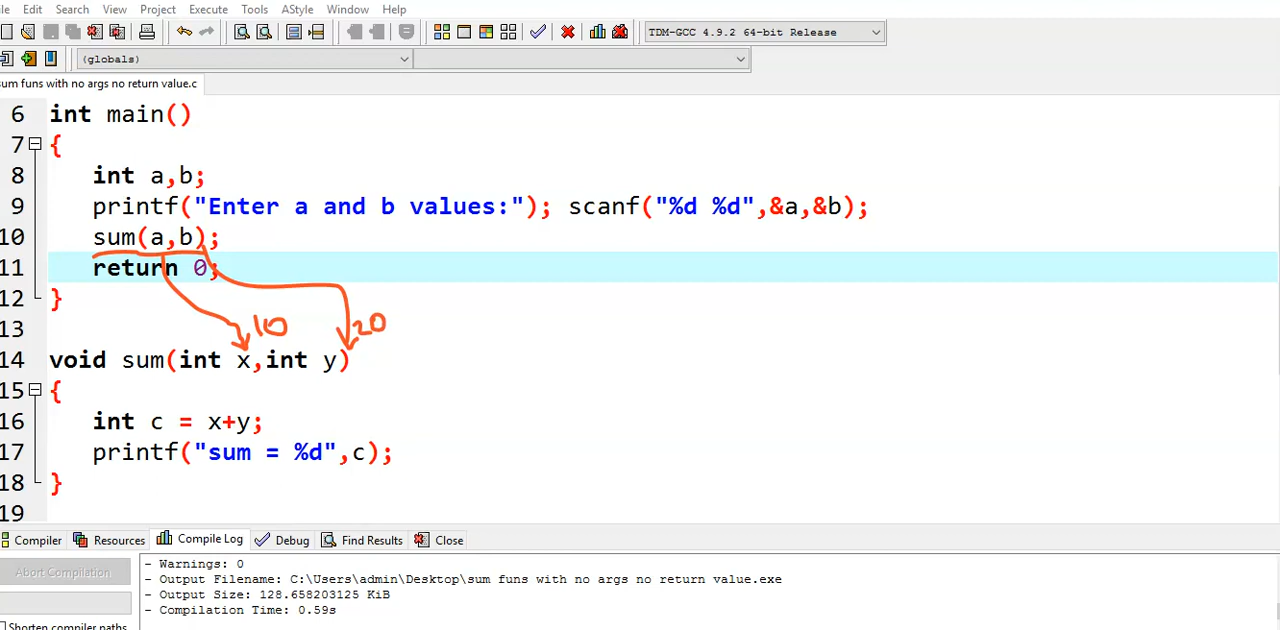 ile Edit Search View Project Execute Tools AStyle Window Help
TDM-GCC 4.9.2 64-bit Release
(globals)
sum funs with no args no return value.c
6 int main()
7 {
8 int a,b;
9 printf("Enter a and b values:"); scanf("%d %d",&a,&b);
10 sum(a,b);
11 return 0;
12 }
10 20
13
14 void sum(int x,int y)
15 {
16 int c = x+y;
17 printf("sum = %d",c);
18 }
19
Compiler Resources Compile Log Debug Find Results Close
Abort Compilation
- Warnings: 0
- Output Filename: C:\Users\admin\Desktop\sum funs with no args no return value.exe
- Output Size: 128.658203125 KiB
- Compilation Time: 0.59s
Shorten compiler paths